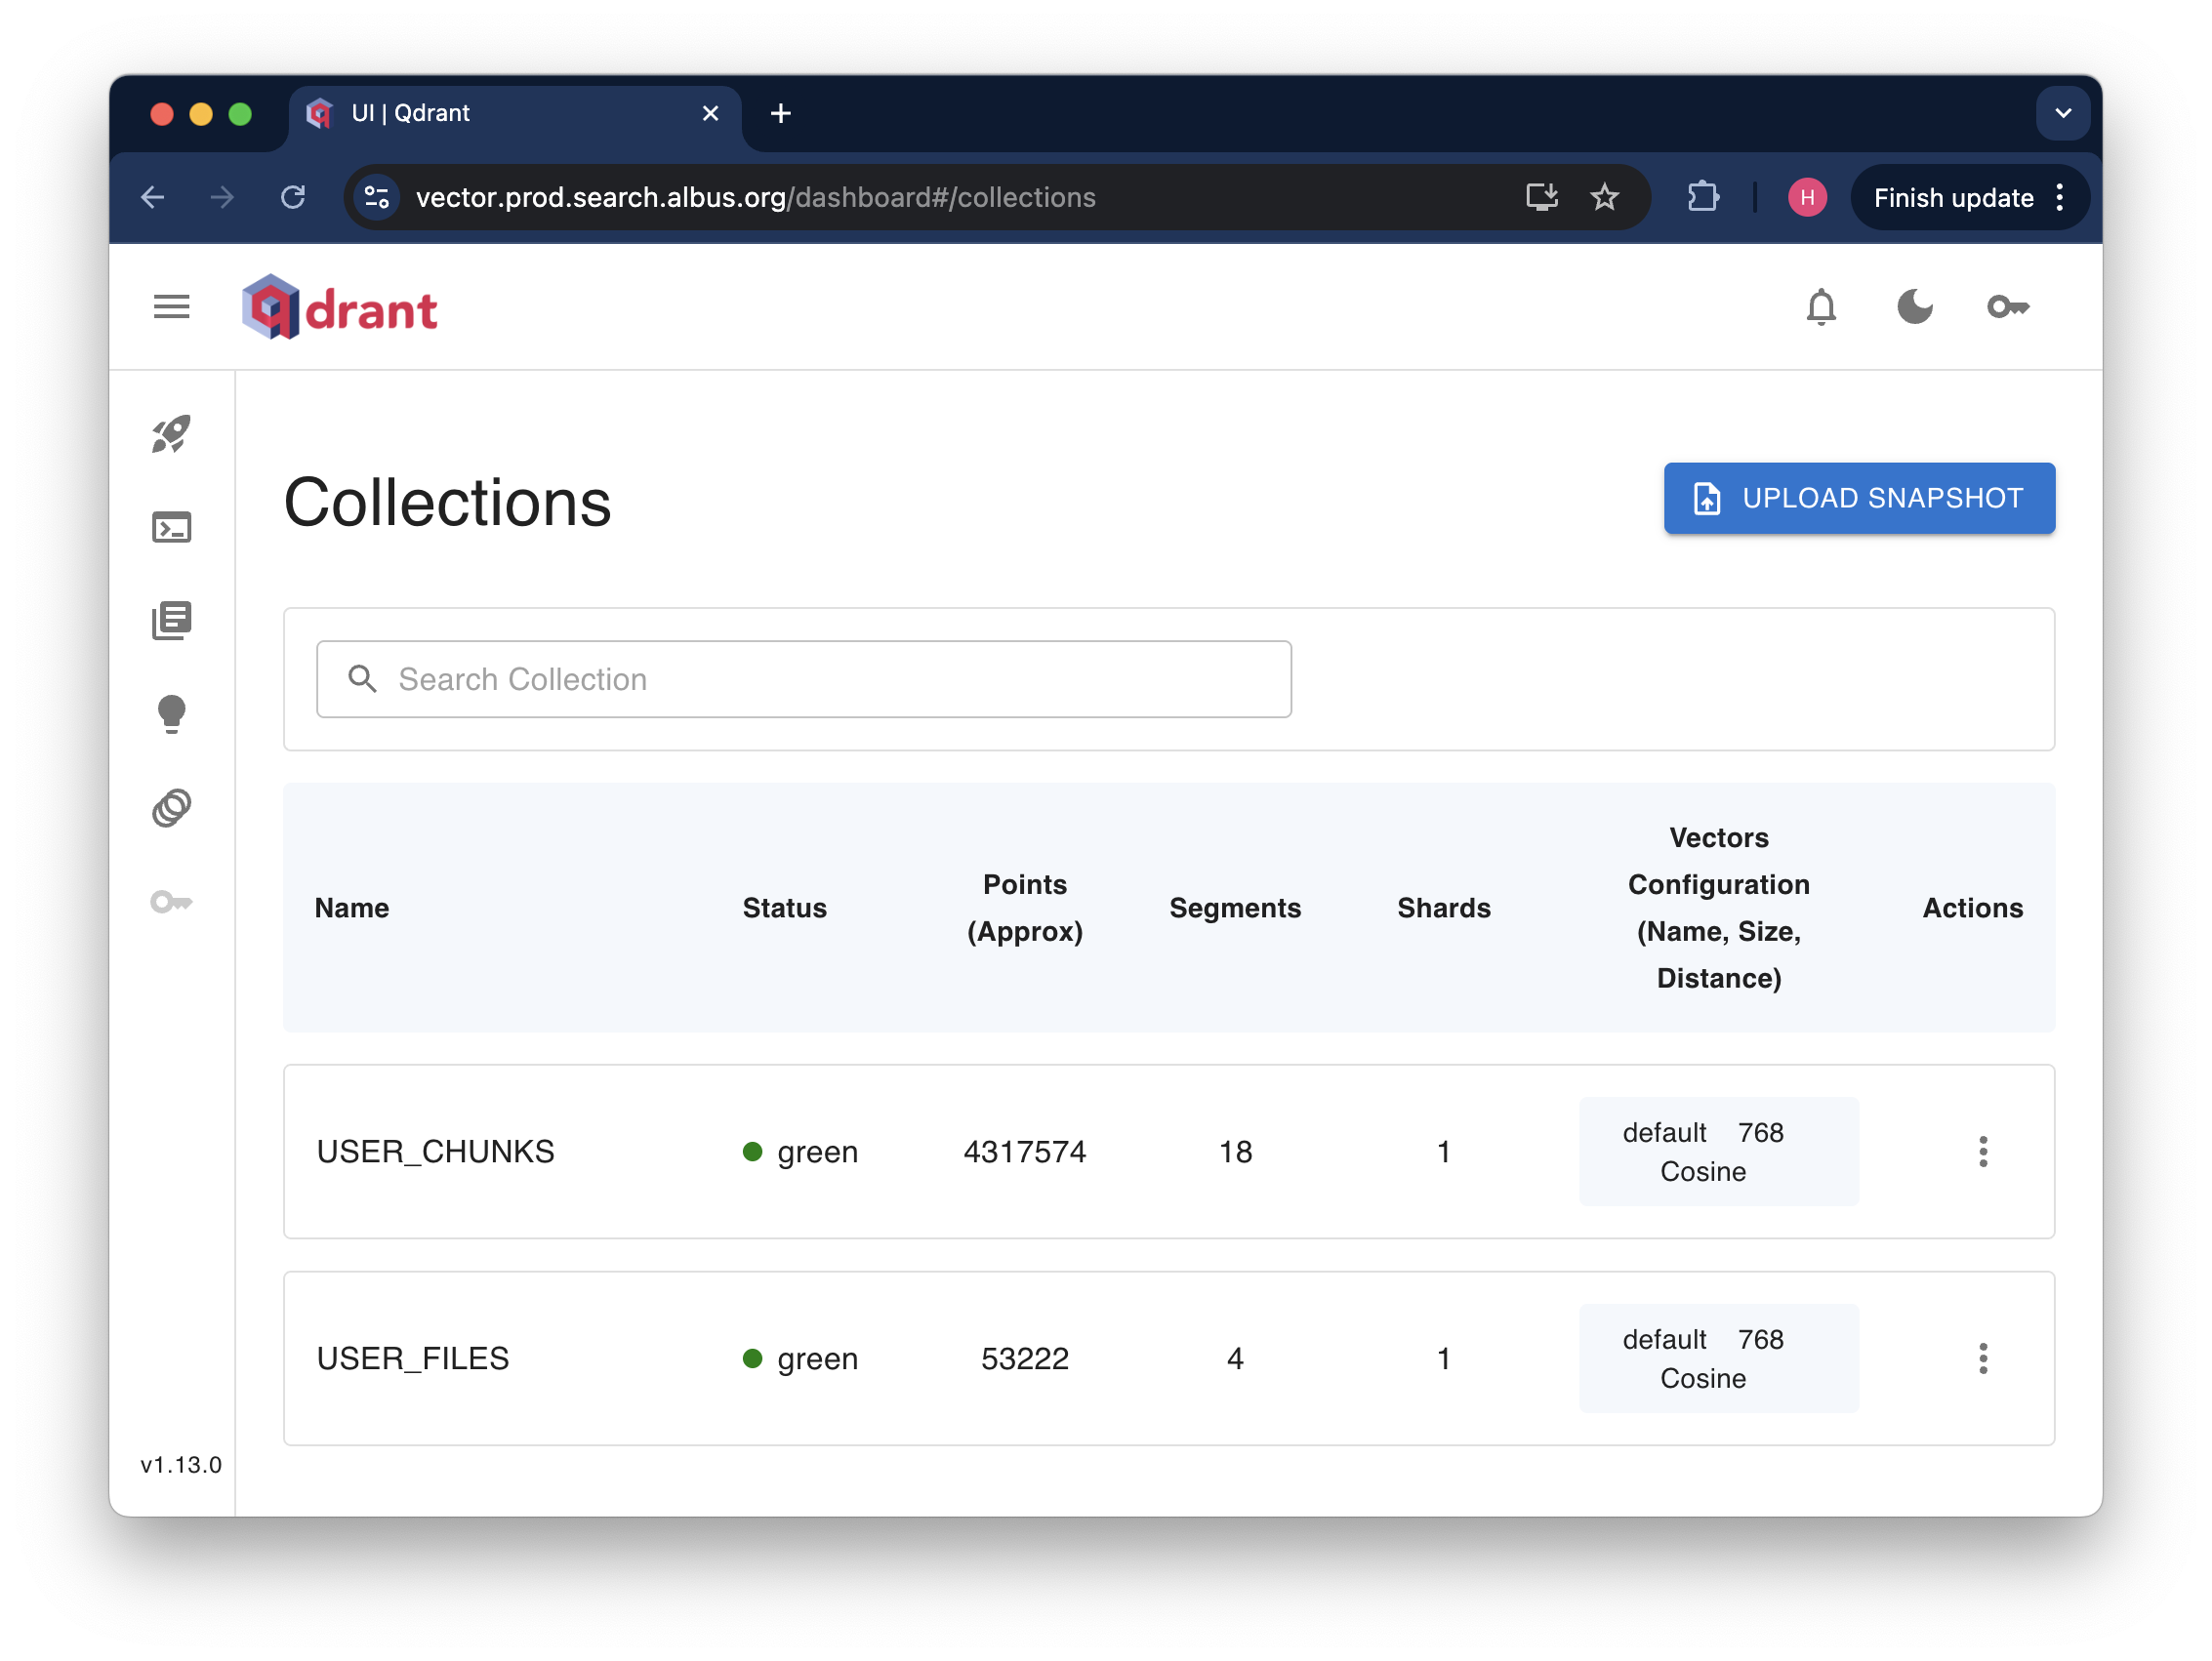 UI | Qdrant
vector.prod.search.albus.org/dashboard#/collections
H
Finish update
qdrant
Collections
UPLOAD SNAPSHOT
Search Collection
Name Status Points (Approx) Segments Shards Vectors Configuration (Name, Size, Distance) Actions
USER_CHUNKS green 4317574 18 1 default 768 Cosine
USER_FILES green 53222 4 1 default 768 Cosine
v1.13.0